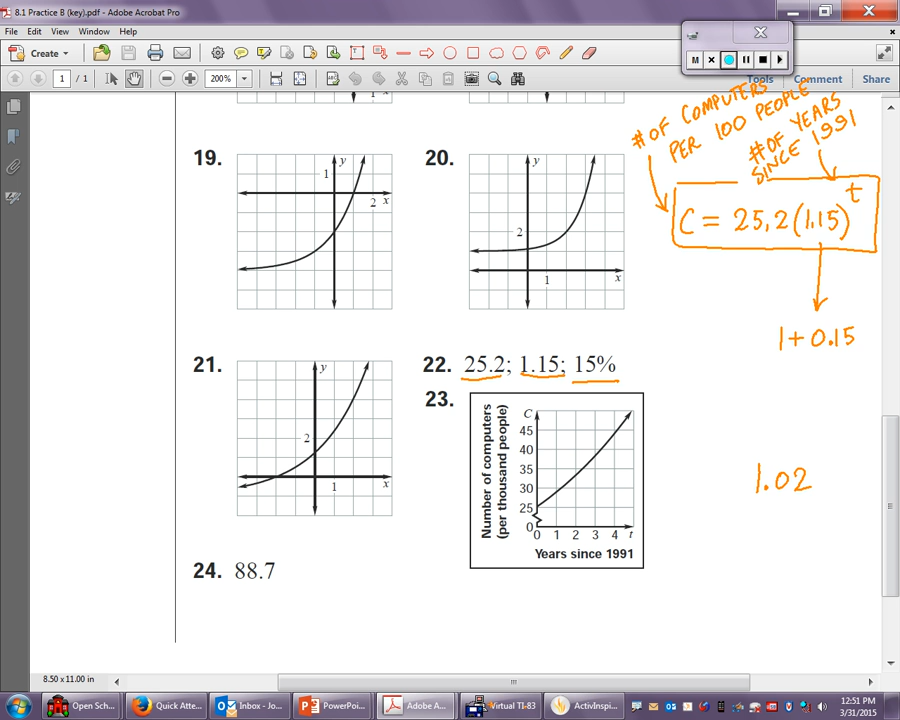 8.1 Practice B (key).pdf - Adobe Acrobat Pro
File Edit View Window Help
Create
1 / 1
200%
Tools Comment Share
M
# OF COMPUTERS
PER 100 PEOPLE
# OF YEARS
SINCE 1991
C = 25.2(1.15)^t
1 + 0.15
1.02
1
19.
y
1
2 x
20.
y
2
1
x
21.
y
2
1
x
22. 25.2; 1.15; 15%
23.
Number of computers
(per thousand people)
C
45
40
35
30
25
0
0 1 2 3 4 t
Years since 1991
24. 88.7
8.50 x 11.00 in
Open Sch...
Quick Atte...
Inbox - Jo...
PowerPoi...
Adobe A...
Virtual TI-83
ActivInspi...
12:51 PM
3/31/2015